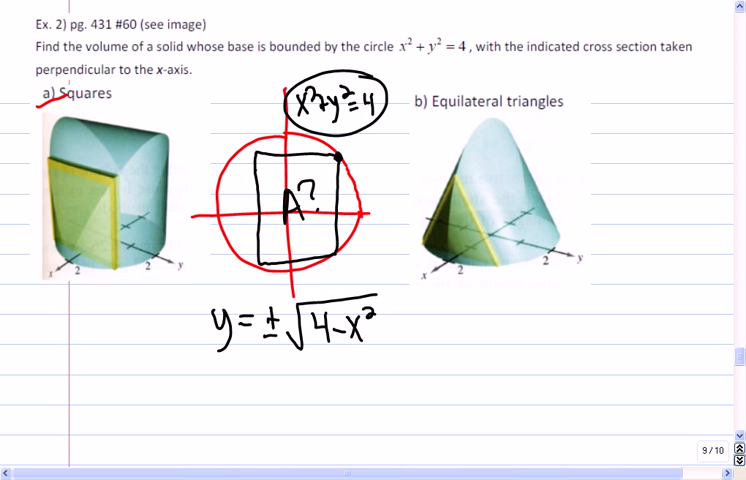 Ex. 2) pg. 431 #60 (see image)
Find the volume of a solid whose base is bounded by the circle x² + y² = 4, with the indicated cross section taken
perpendicular to the x-axis.
a) Squares
x²+y²=4
b) Equilateral triangles
A?
x
2
2
y
x
2
2
y
y = ± √4-x²
9 / 10